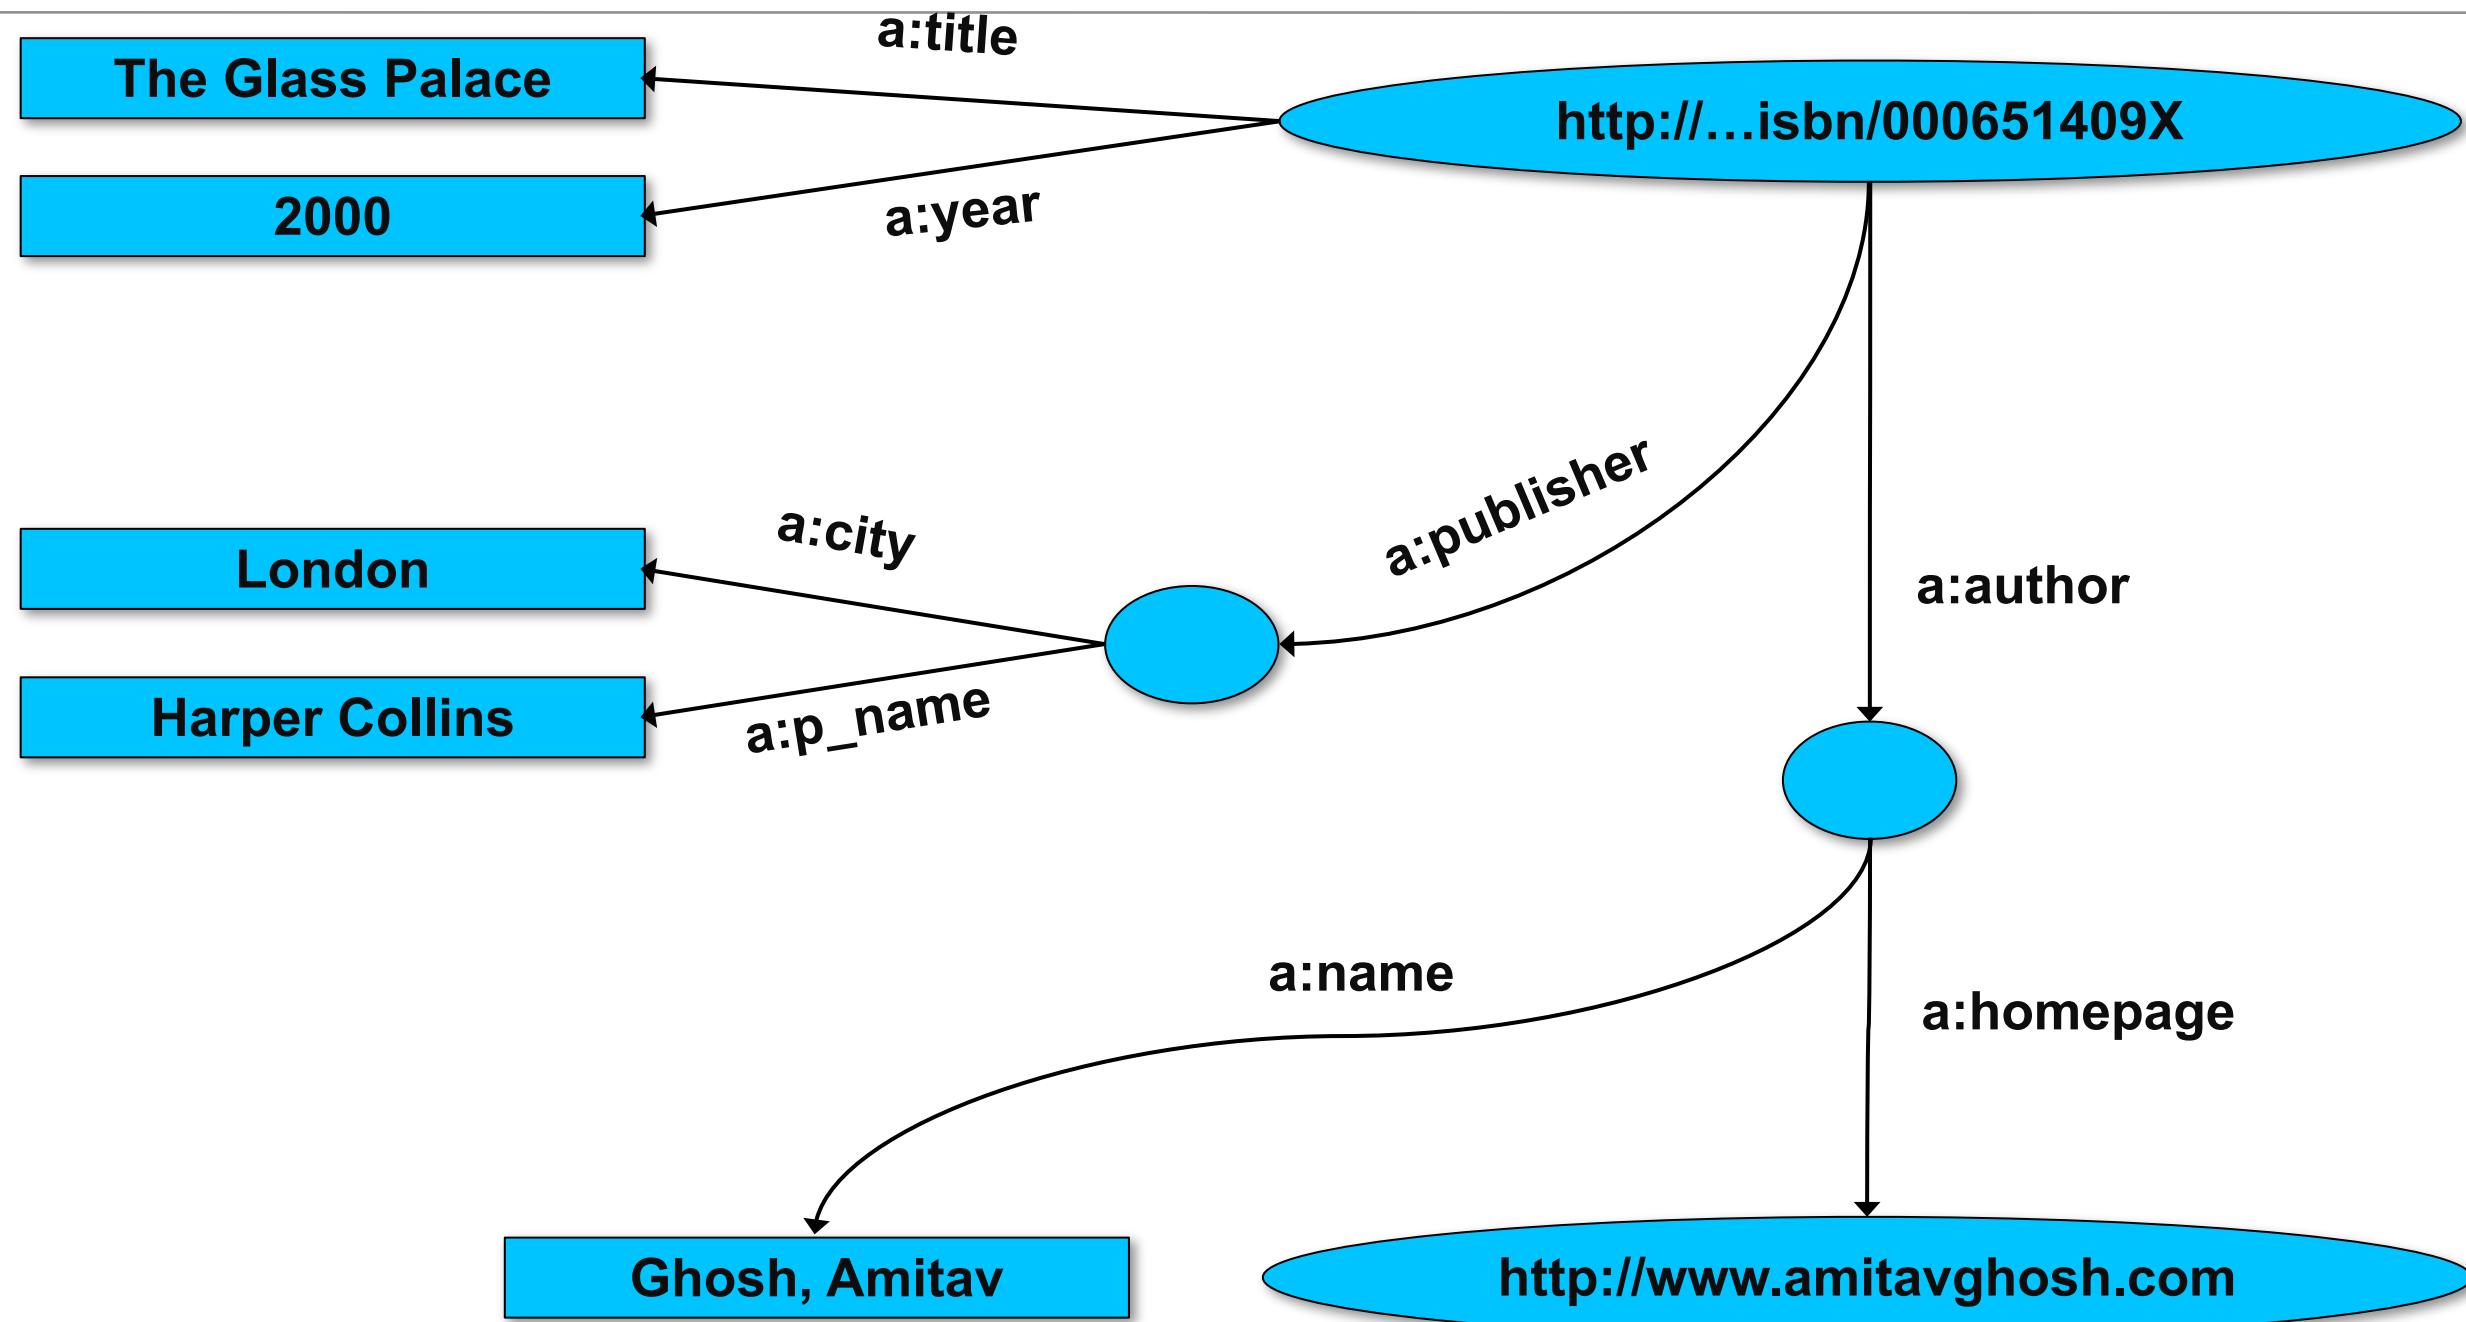 a:title
The Glass Palace
http://…isbn/000651409X
2000
a:year
a:publisher
a:city
London
a:author
Harper Collins
a:p_name
a:name
a:homepage
Ghosh, Amitav
http://www.amitavghosh.com